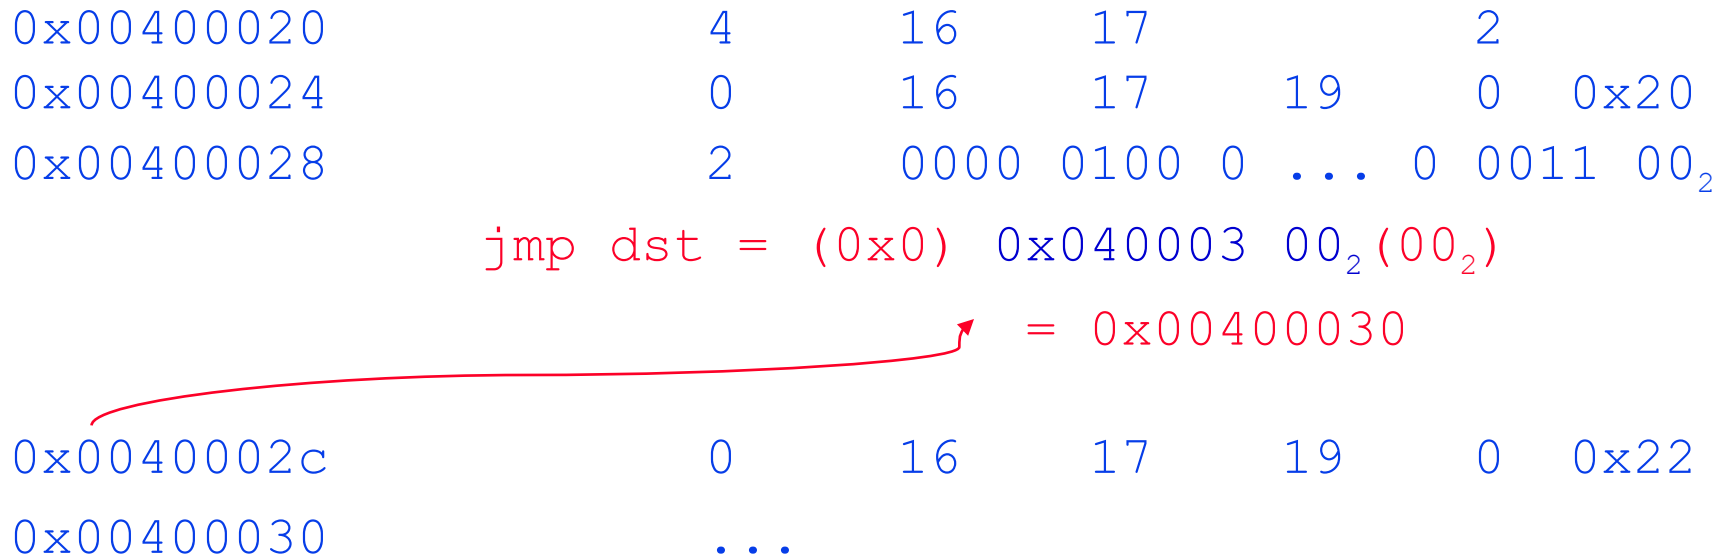 0x00400020 4 16 17 2
0x00400024 0 16 17 19 0 0x20
0x00400028 2 0000 0100 0 ... 0 0011 00₂
jmp dst = (0x0) 0x040003 00₂(00₂)
= 0x00400030
0x0040002c 0 16 17 19 0 0x22
0x00400030 ...